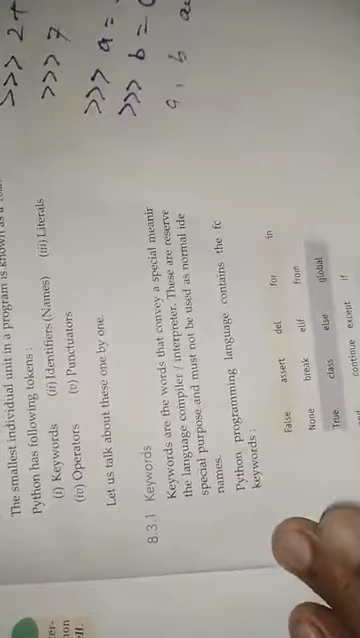 >>> 2 +
>>> 7
>>> a =
>>> b =
a , b
The smallest individual unit in a program is known as a
Python has following tokens :
(i) Keywords (ii) Identifiers (Names) (iii) Literals
(iv) Operators (v) Punctuators
Let us talk about these one by one.
8.3.1 Keywords
Keywords are the words that convey a special meanin
the language compiler / interpreter. These are reserve
special purpose and must not be used as normal ide
names.
Python programming language contains the fc
keywords :
False assert del for in
None break elif from
True class else global
and continue except if